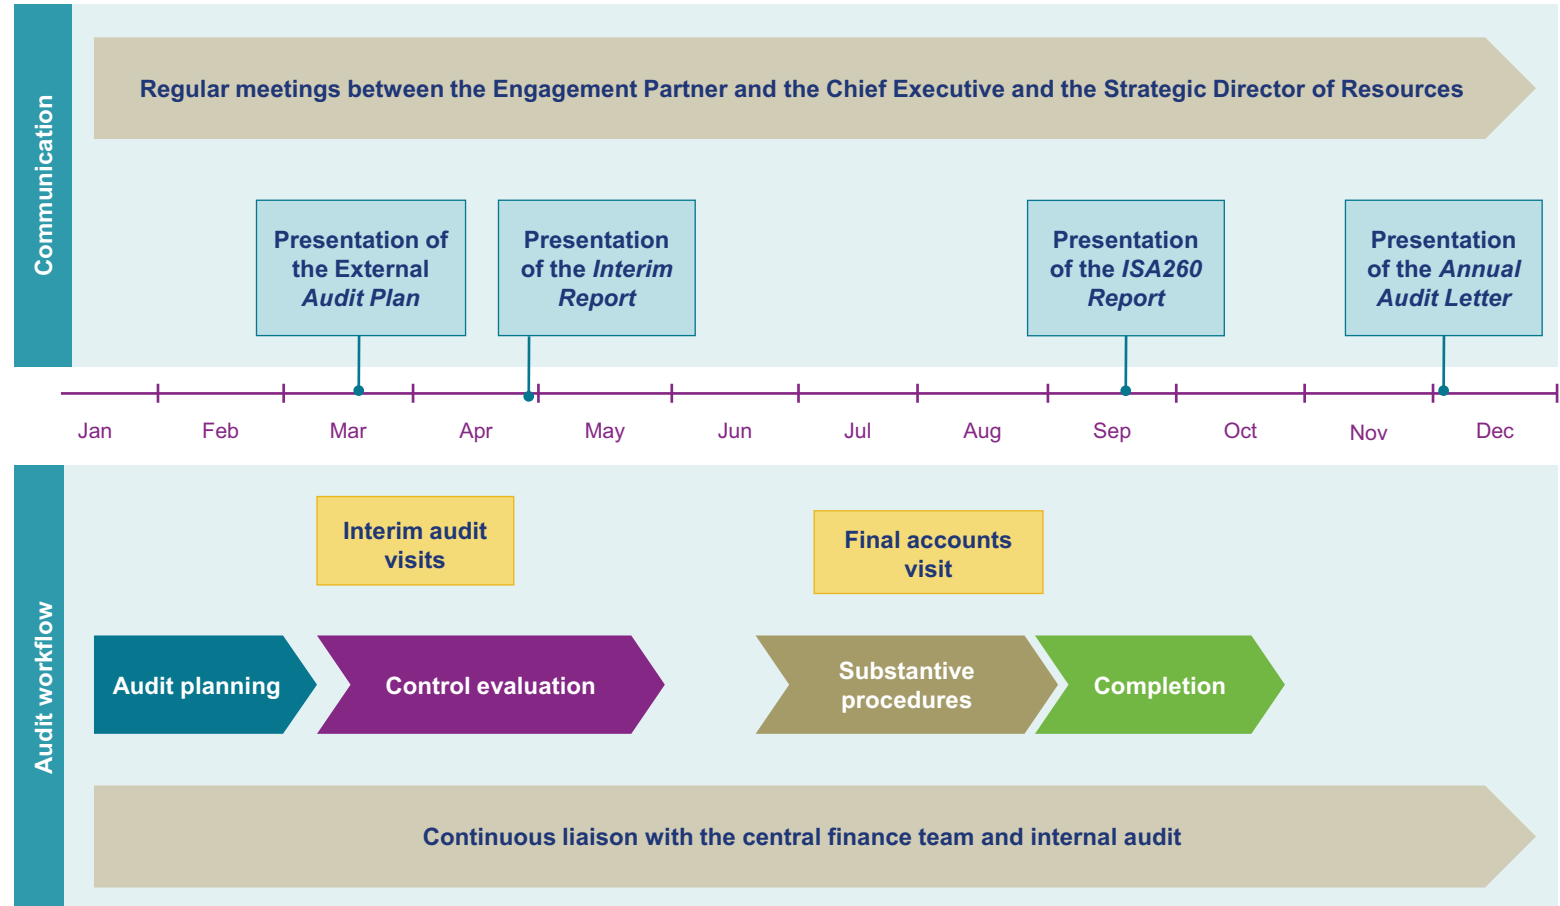 Communication
Regular meetings between the Engagement Partner and the Chief Executive and the Strategic Director of Resources
Presentation of
the External
Audit Plan
Presentation
of the Interim
Report
Presentation
of the ISA260
Report
Presentation
of the Annual
Audit Letter
Jan Feb Mar Apr May Jun Jul Aug Sep Oct Nov Dec
Audit workflow
Interim audit
visits
Final accounts
visit
Audit planning
Control evaluation
Substantive
procedures
Completion
Continuous liaison with the central finance team and internal audit